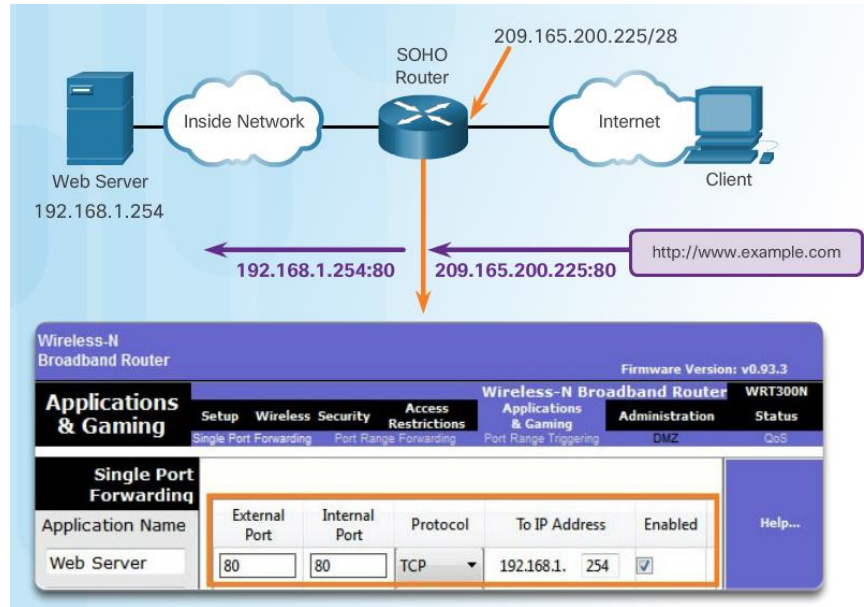 209.165.200.225/28
SOHO
Router
Inside Network
Internet
Web Server
192.168.1.254
Client
192.168.1.254:80
209.165.200.225:80
http://www.example.com
Wireless-N
Broadband Router
Firmware Version: v0.93.3
Wireless-N Broadband Router WRT300N
Applications
& Gaming
Setup Wireless Security Access
Restrictions Applications
& Gaming Administration Status
Single Port Forwarding Port Range Forwarding Port Range Triggering DMZ QoS
Single Port
Forwarding
Application Name
External
Port
Internal
Port
Protocol
To IP Address
Enabled
Help...
Web Server
80
80
TCP
192.168.1. 254